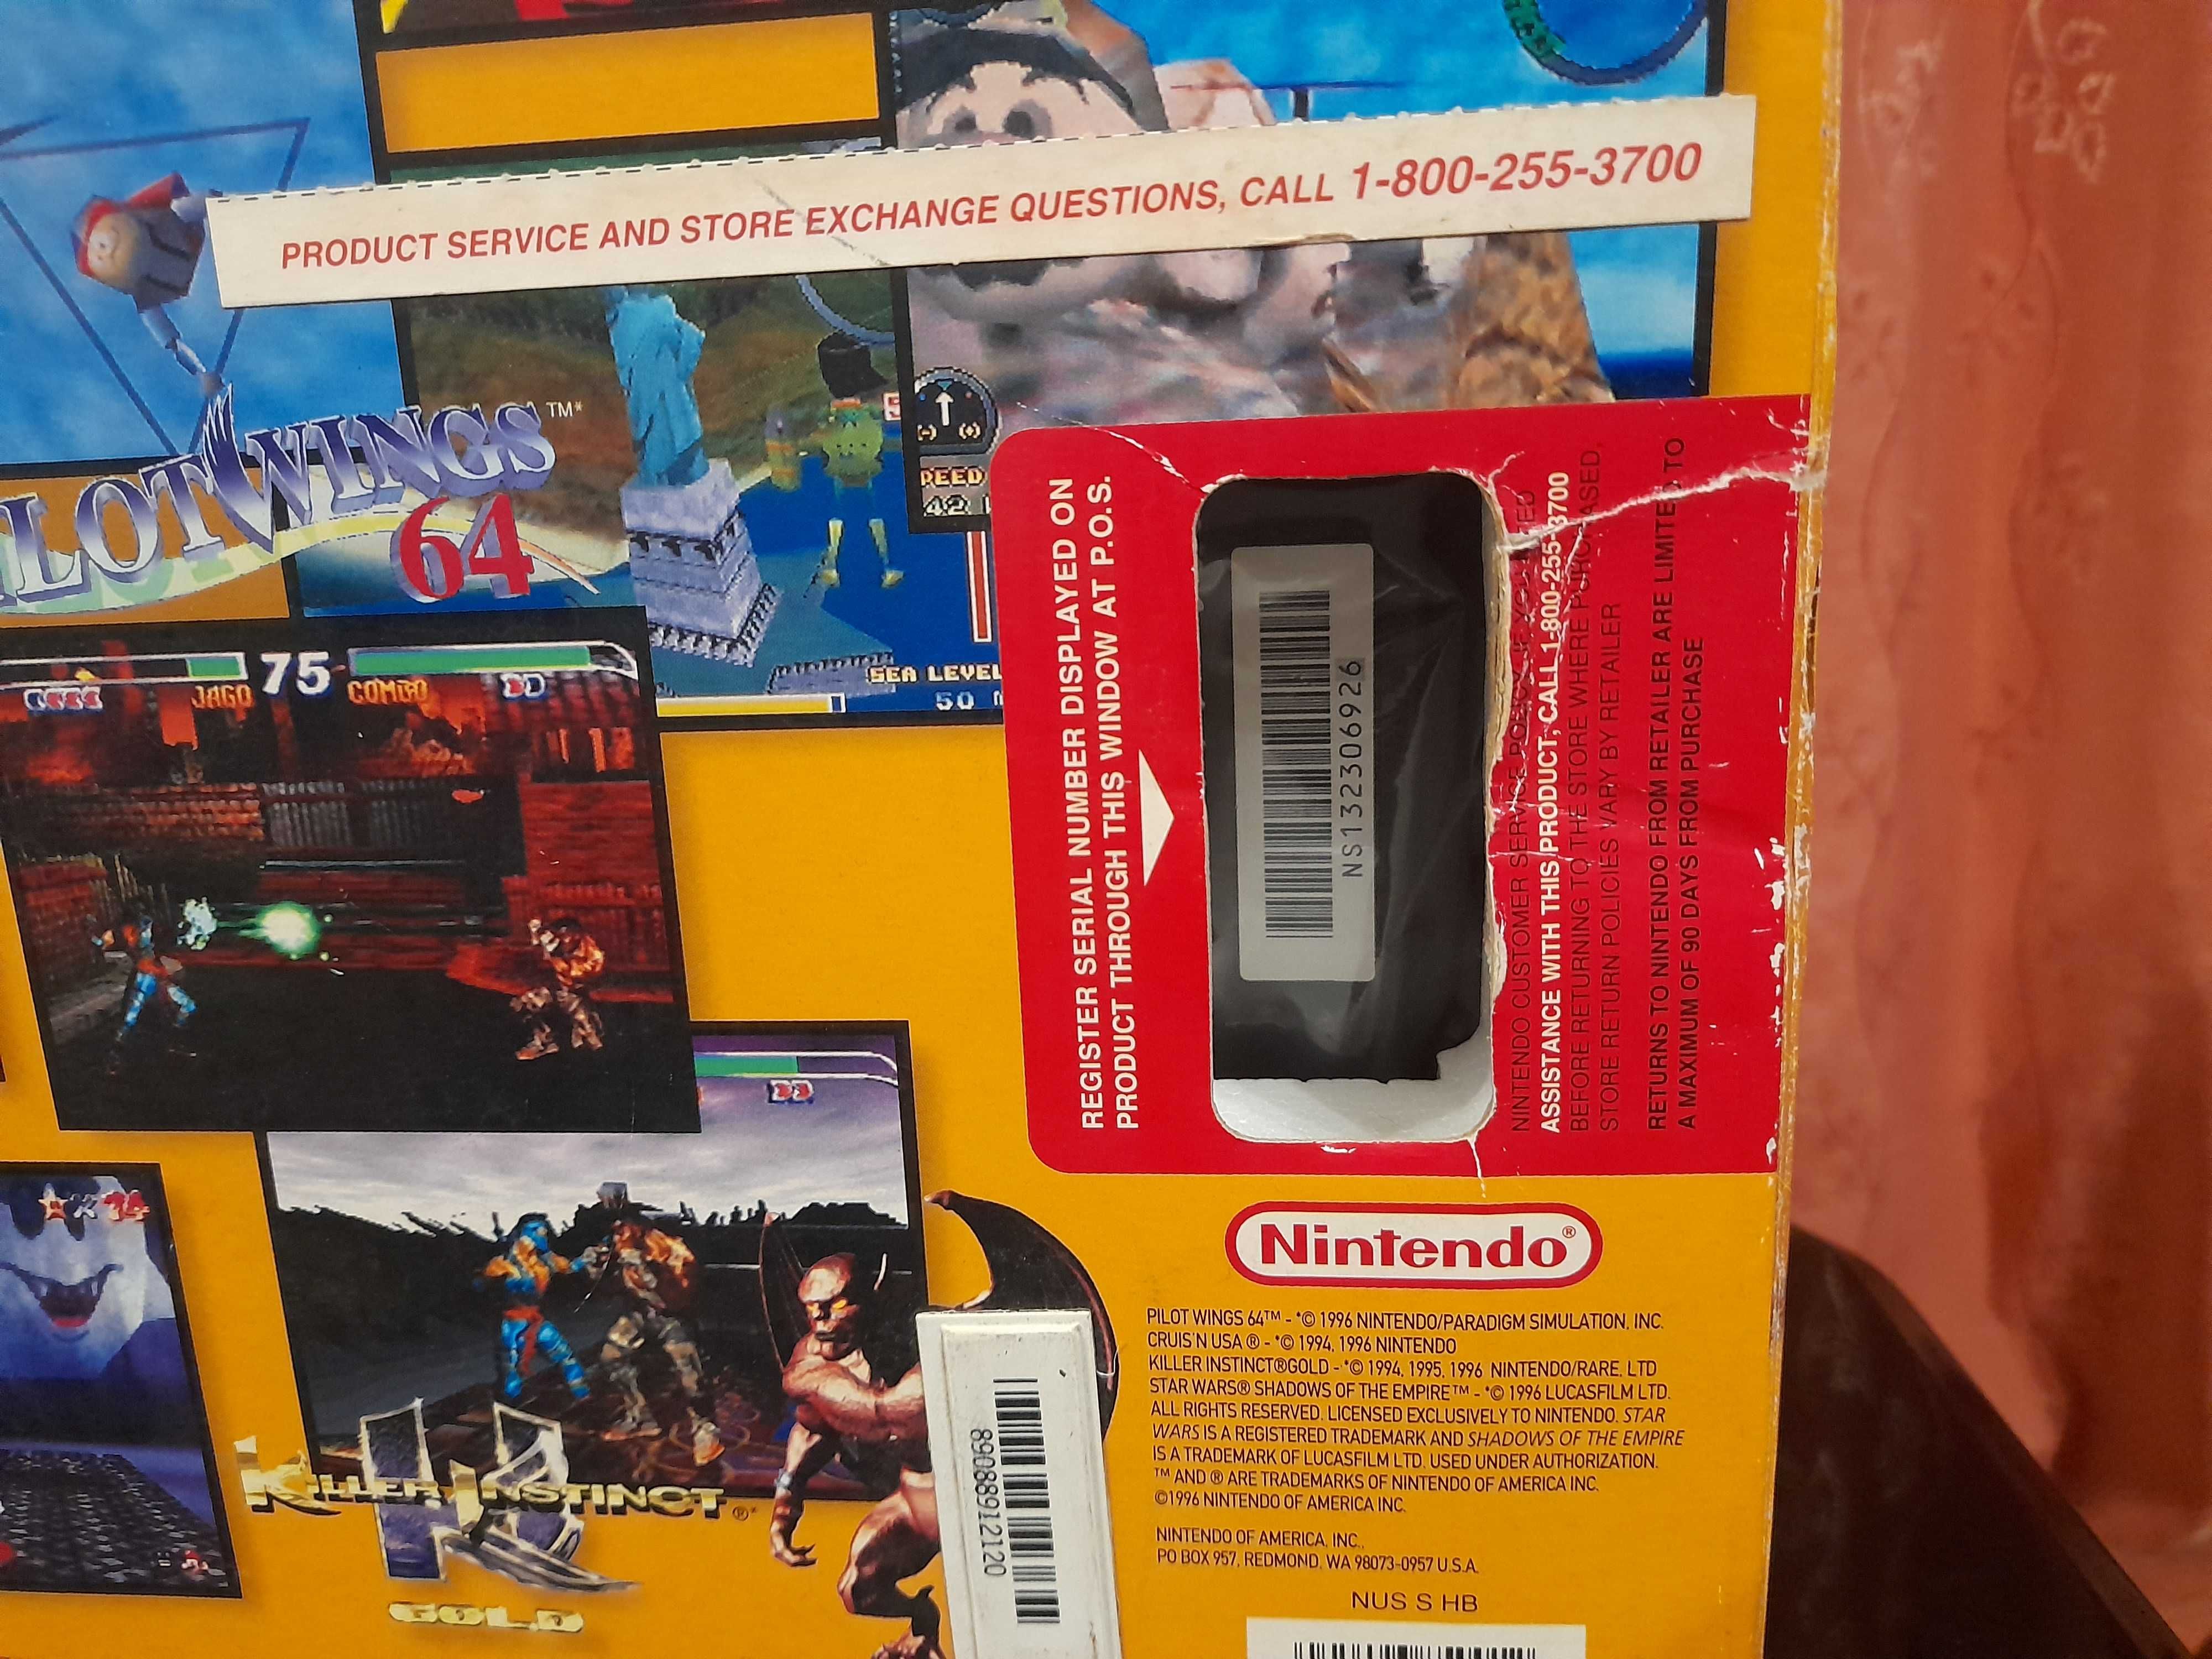 PRODUCT SERVICE AND STORE EXCHANGE QUESTIONS, CALL 1-800-255-3700
LOTWINGS™*
64
REED
42
SEA LEVEL
50
75
JAGO
COMBO
REGISTER SERIAL NUMBER DISPLAYED ON
PRODUCT THROUGH THIS WINDOW AT P.O.S.
NS132306926
NINTENDO CUSTOMER SERVICE POLICY
ASSISTANCE WITH THIS PRODUCT, CALL 1-800-255-3700
BEFORE RETURNING TO THE STORE WHERE PURCHASED.
STORE RETURN POLICIES VARY BY RETAILER
RETURNS TO NINTENDO FROM RETAILER ARE LIMITED TO
A MAXIMUM OF 90 DAYS FROM PURCHASE
× 74
KILLER INSTINCT®
GOLD
8908891212120
Nintendo®
PILOT WINGS 64™ - *© 1996 NINTENDO/PARADIGM SIMULATION, INC.
CRUIS'N USA ® - *© 1994, 1996 NINTENDO
KILLER INSTINCT®GOLD - *© 1994, 1995, 1996 NINTENDO/RARE, LTD
STAR WARS® SHADOWS OF THE EMPIRE™ - *© 1996 LUCASFILM LTD.
ALL RIGHTS RESERVED. LICENSED EXCLUSIVELY TO NINTENDO. STAR
WARS IS A REGISTERED TRADEMARK AND SHADOWS OF THE EMPIRE
IS A TRADEMARK OF LUCASFILM LTD. USED UNDER AUTHORIZATION.
™ AND ® ARE TRADEMARKS OF NINTENDO OF AMERICA INC.
©1996 NINTENDO OF AMERICA INC.
NINTENDO OF AMERICA, INC.,
PO BOX 957, REDMOND, WA 98073-0957 U.S.A.
NUS S HB